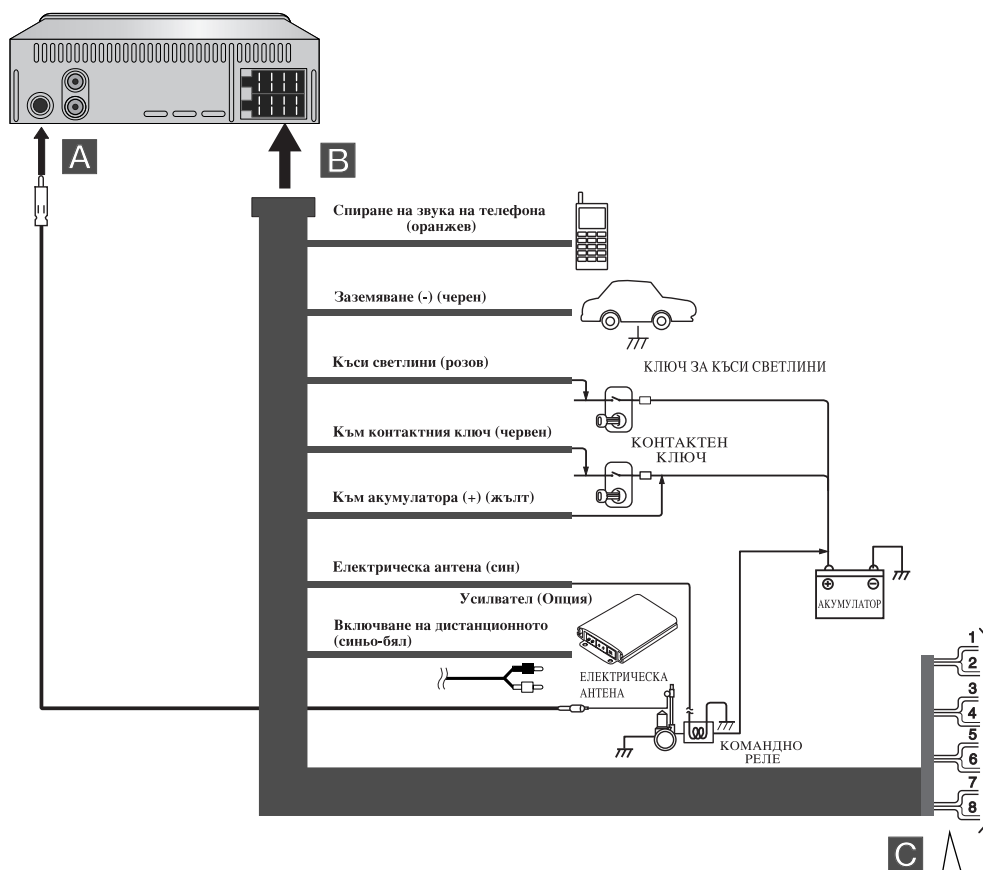 A
B
Спиране на звука на телефона
(оранжев)
Заземяване (-) (черен)
Къси светлини (розов)
КЛЮЧ ЗА КЪСИ СВЕТЛИНИ
Към контактния ключ (червен)
КОНТАКТЕН
КЛЮЧ
Към акумулатора (+) (жълт)
Електрическа антена (син)
АКУМУЛАТОР
Усилвател (Опция)
Включване на дистанционното
(синьо-бял)
ЕЛЕКТРИЧЕСКА
АНТЕНА
КОМАНДНО
РЕЛЕ
1
2
3
4
5
6
7
8
C